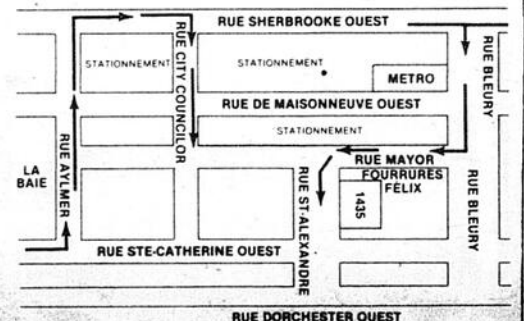 RUE SHERBROOKE OUEST
RUE CITY COUNCILOR
STATIONNEMENT
STATIONNEMENT
METRO
RUE BLEURY
RUE DE MAISONNEUVE OUEST
STATIONNEMENT
RUE AYLMER
LA
BAIE
RUE MAYOR
FOURRURES
FÉLIX
1435
RUE ST-ALEXANDRE
RUE BLEURY
RUE STE-CATHERINE OUEST
RUE DORCHESTER OUEST